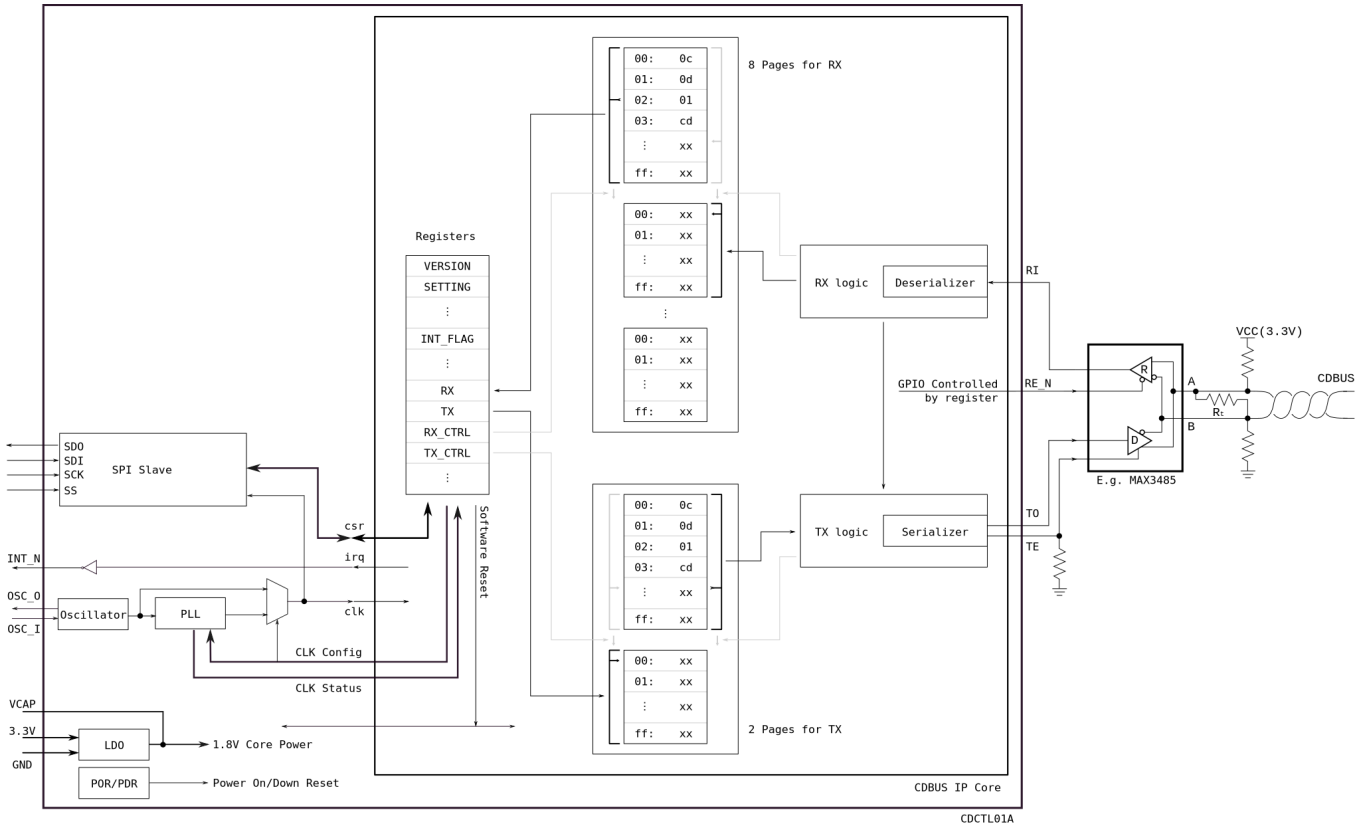 00: 0c
01: 0d
02: 01
03: cd
⋮ xx
ff: xx
8 Pages for RX
00: xx
01: xx
⋮ xx
ff: xx
⋮
00: xx
01: xx
⋮ xx
ff: xx
Registers
VERSION
SETTING
⋮
INT_FLAG
⋮
RX
TX
RX_CTRL
TX_CTRL
⋮
RX logic
Deserializer
RI
GPIO Controlled
by register
RE_N
VCC(3.3V)
CDBUS
R
D
A
B
Rt
E.g. MAX3485
TO
TE
TX logic
Serializer
00: 0c
01: 0d
02: 01
03: cd
⋮ xx
ff: xx
00: xx
01: xx
⋮ xx
ff: xx
2 Pages for TX
SDO
SDI
SCK
SS
SPI Slave
csr
irq
clk
Software Reset
INT_N
OSC_O
OSC_I
Oscillator
PLL
CLK Config
CLK Status
VCAP
3.3V
GND
LDO
1.8V Core Power
POR/PDR
Power On/Down Reset
CDBUS IP Core
CDCTL01A